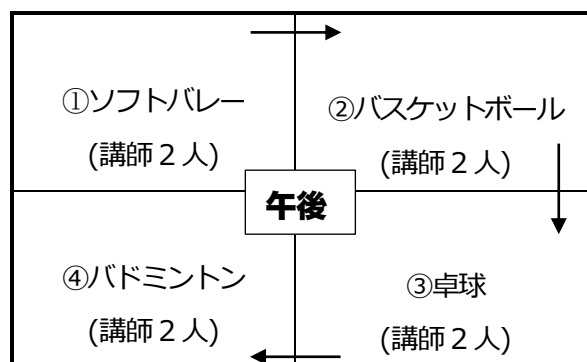 ①ソフトバレー
(講師２人)
②バスケットボール
(講師２人)
午後
④バドミントン
(講師２人)
③卓球
(講師２人)